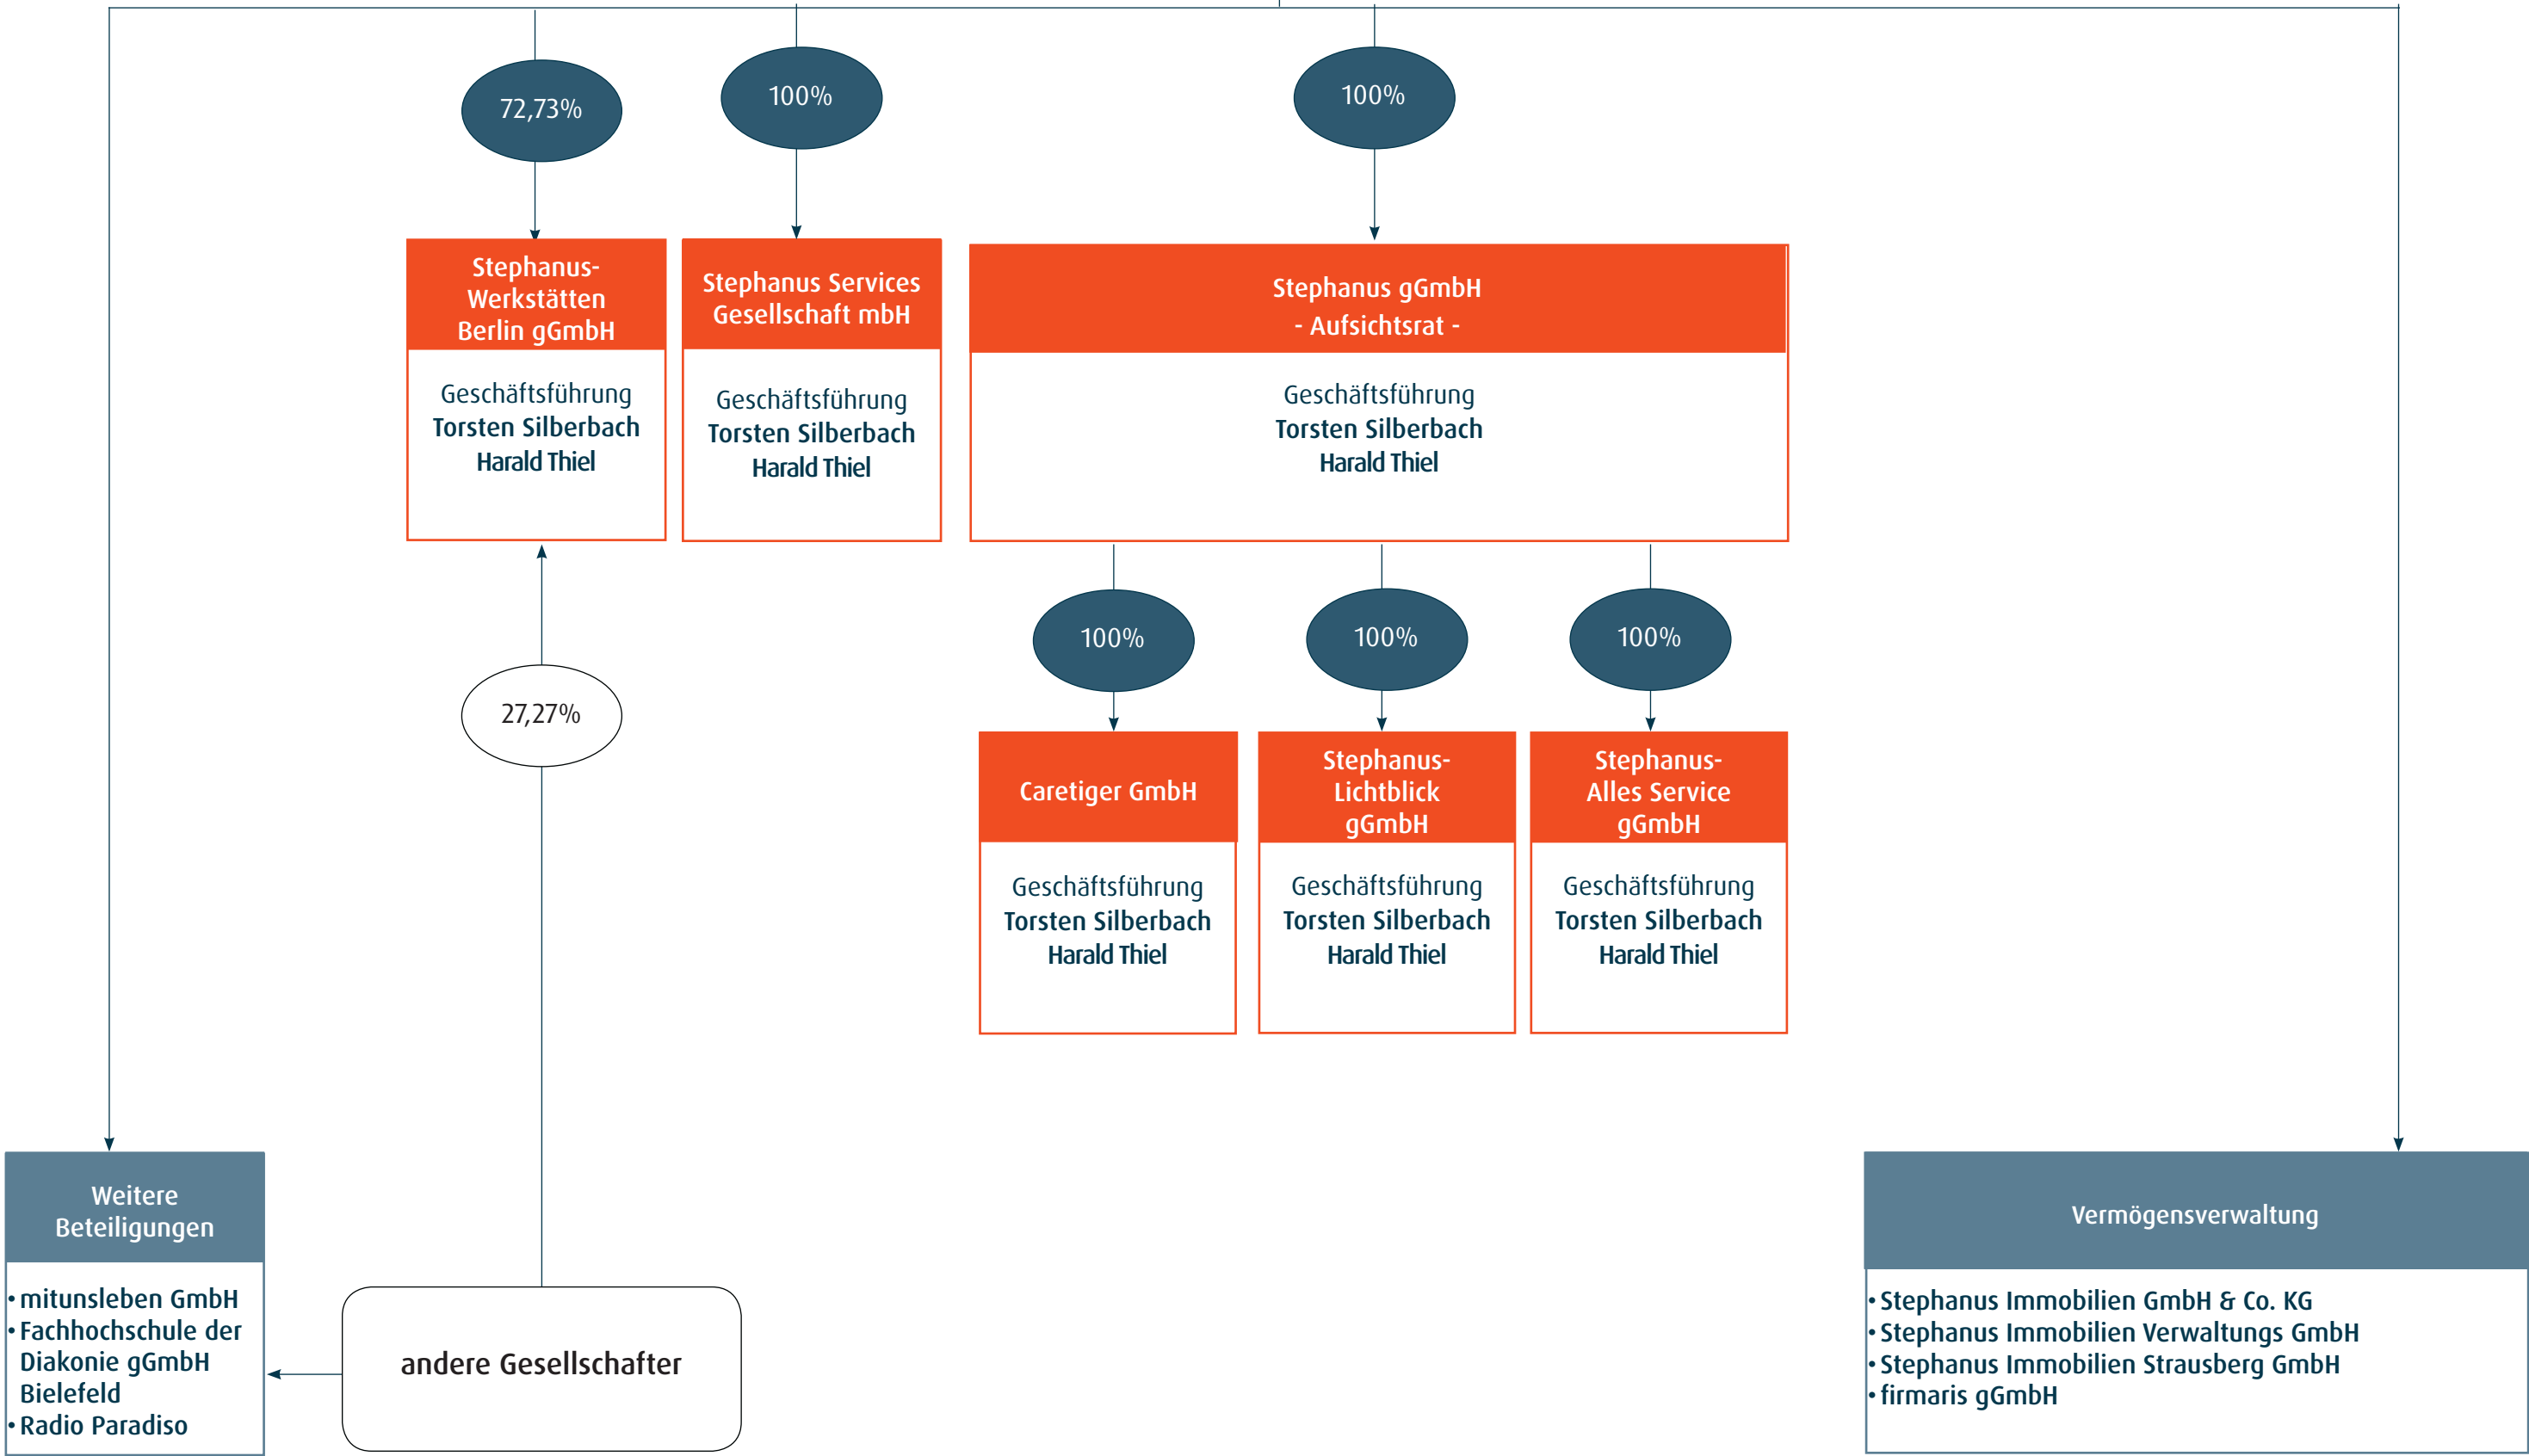 72,73%
100%
100%
Stephanus-
Werkstätten
Berlin gGmbH
Geschäftsführung
Torsten Silberbach
Harald Thiel
Stephanus Services
Gesellschaft mbH
Geschäftsführung
Torsten Silberbach
Harald Thiel
Stephanus gGmbH
- Aufsichtsrat -
Geschäftsführung
Torsten Silberbach
Harald Thiel
27,27%
100%
100%
100%
Caretiger GmbH
Geschäftsführung
Torsten Silberbach
Harald Thiel
Stephanus-
Lichtblick
gGmbH
Geschäftsführung
Torsten Silberbach
Harald Thiel
Stephanus-
Alles Service
gGmbH
Geschäftsführung
Torsten Silberbach
Harald Thiel
Weitere
Beteiligungen
• mitunsleben GmbH
• Fachhochschule der
Diakonie gGmbH
Bielefeld
• Radio Paradiso
andere Gesellschafter
Vermögensverwaltung
• Stephanus Immobilien GmbH & Co. KG
• Stephanus Immobilien Verwaltungs GmbH
• Stephanus Immobilien Strausberg GmbH
• firmaris gGmbH